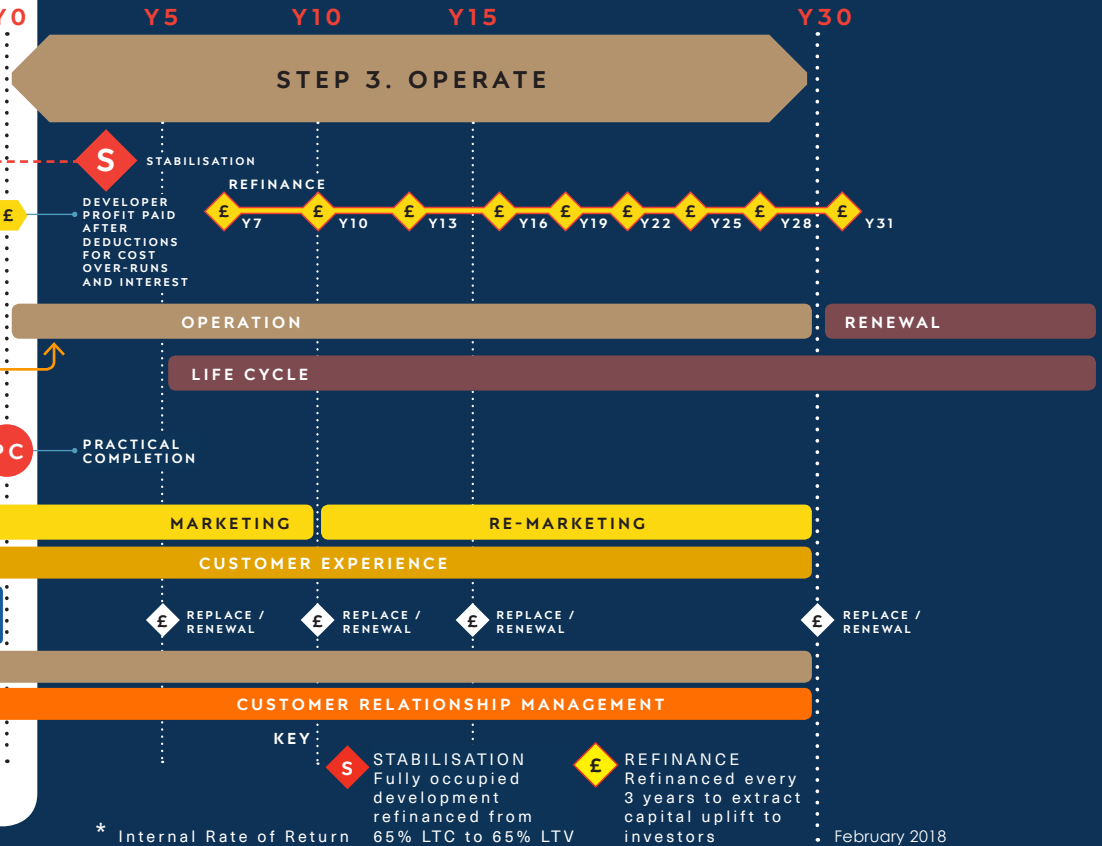 Y0 Y5 Y10 Y15 Y30
STEP 3. OPERATE
S STABILISATION
REFINANCE
£ £ £ £ £ £ £ £ £
Y7 Y10 Y13 Y16 Y19 Y22 Y25 Y28 Y31
£
DEVELOPER
PROFIT PAID
AFTER
DEDUCTIONS
FOR COST
OVER-RUNS
AND INTEREST
OPERATION RENEWAL
LIFE CYCLE
PC
PRACTICAL
COMPLETION
MARKETING RE-MARKETING
CUSTOMER EXPERIENCE
£ REPLACE /
RENEWAL
£ REPLACE /
RENEWAL
£ REPLACE /
RENEWAL
£ REPLACE /
RENEWAL
CUSTOMER RELATIONSHIP MANAGEMENT
KEY
S STABILISATION
Fully occupied
development
refinanced from
65% LTC to 65% LTV
£ REFINANCE
Refinanced every
3 years to extract
capital uplift to
investors
* Internal Rate of Return
February 2018